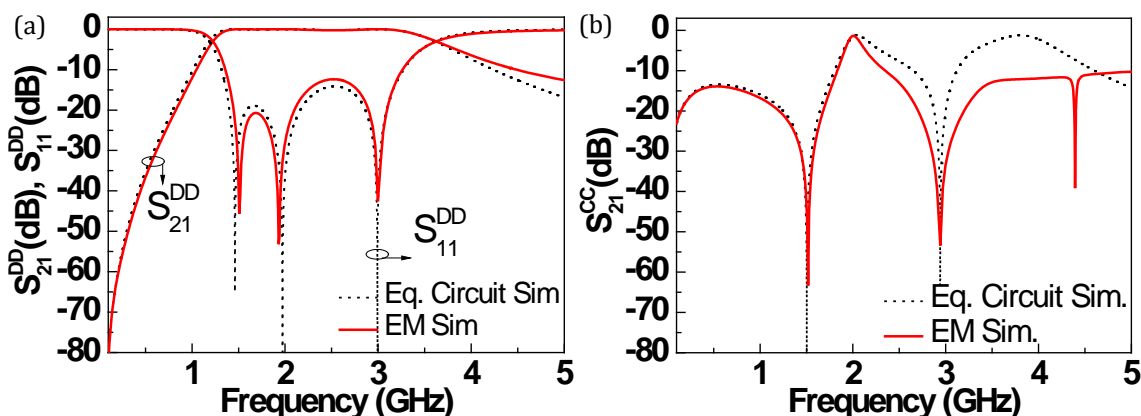 (a)
S21DD(dB), S11DD(dB)
0
-10
-20
-30
-40
-50
-60
-70
-80
S21DD
S11DD
Eq. Circuit Sim
EM Sim
1 2 3 4 5
Frequency (GHz)
(b)
S21CC(dB)
0
-10
-20
-30
-40
-50
-60
-70
-80
Eq. Circuit Sim.
EM Sim.
1 2 3 4 5
Frequency (GHz)